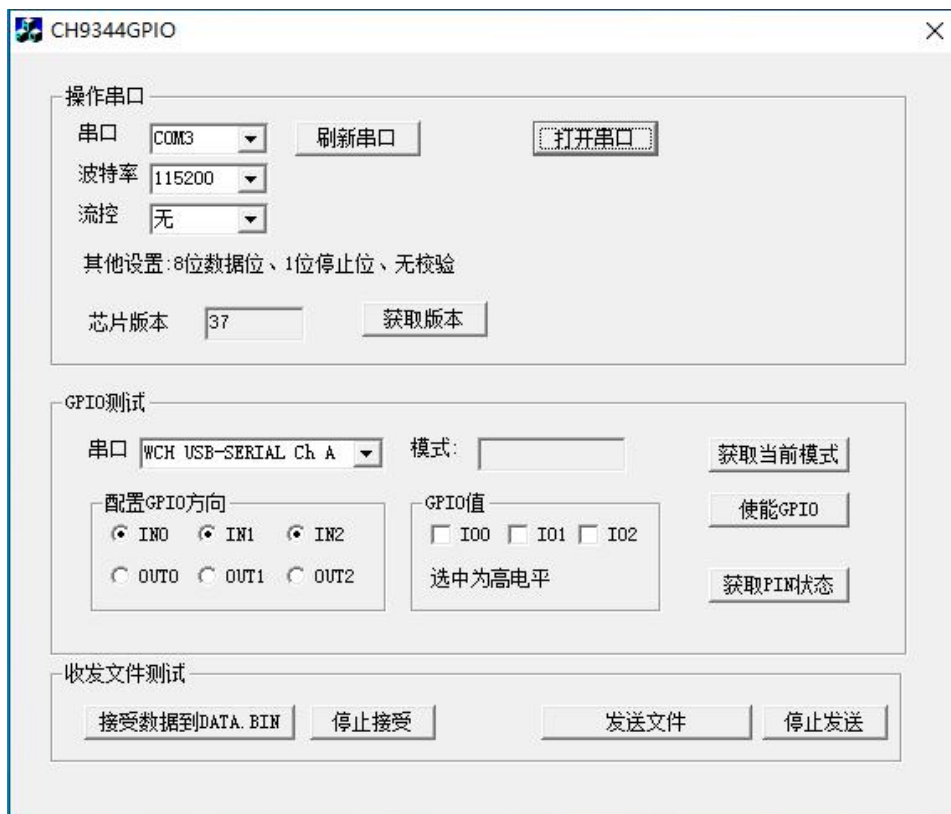 CH9344GPIO
操作串口
串口 COM3 刷新串口 打开串口
波特率 115200
流控 无
其他设置:8位数据位、1位停止位、无校验
芯片版本 37 获取版本
GPIO测试
串口 WCH USB-SERIAL Ch A 模式: 获取当前模式
配置GPIO方向 GPIO值 使能GPIO
IN0 IN1 IN2 IO0 IO1 IO2
OUT0 OUT1 OUT2 选中为高电平 获取PIN状态
收发文件测试
接受数据到DATA.BIN 停止接受 发送文件 停止发送